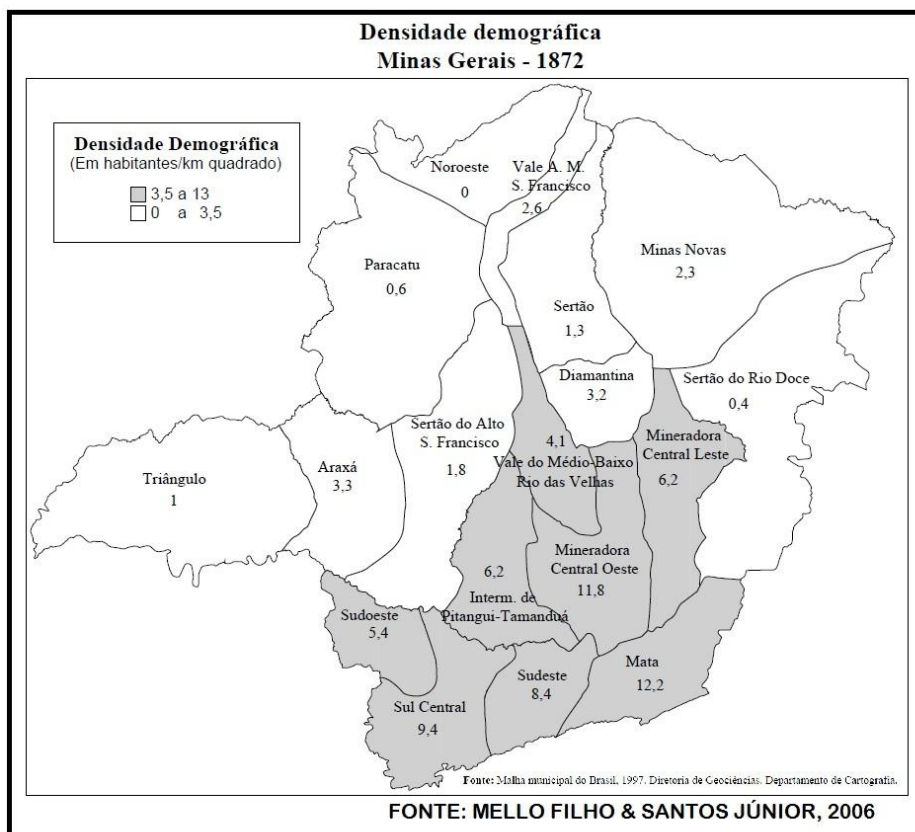 Densidade demográfica
Minas Gerais - 1872
Densidade Demográfica
(Em habitantes/km quadrado)
3,5 a 13
0 a 3,5
Noroeste
0
Vale A. M.
S. Francisco
2,6
Minas Novas
2,3
Paracatu
0,6
Sertão
1,3
Diamantina
3,2
Sertão do Rio Doce
0,4
Sertão do Alto
S. Francisco
1,8
4,1
Vale do Médio-Baixo
Rio das Velhas
Mineradora
Central Leste
6,2
Triângulo
1
Araxá
3,3
Mineradora
Central Oeste
11,8
6,2
Interm. de
Pitangui-Tamanduá
Sudoeste
5,4
Mata
12,2
Sudeste
8,4
Sul Central
9,4
Fonte: Malha municipal do Brasil, 1997. Diretoria de Geociências. Departamento de Cartografia.
FONTE: MELLO FILHO & SANTOS JÚNIOR, 2006